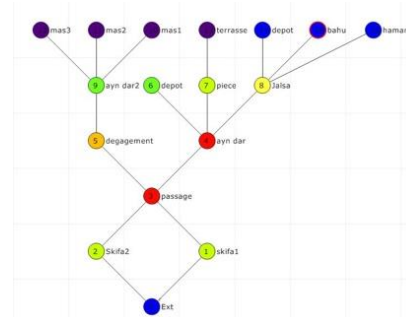 mas3 mas2 mas1 terrasse depot bahu hamam
9 ayn dar2 6 depot 7 piece 8 Jalsa
5 degagement 4 ayn dar
3 passage
2 Skifa2 1 skifa1
Ext